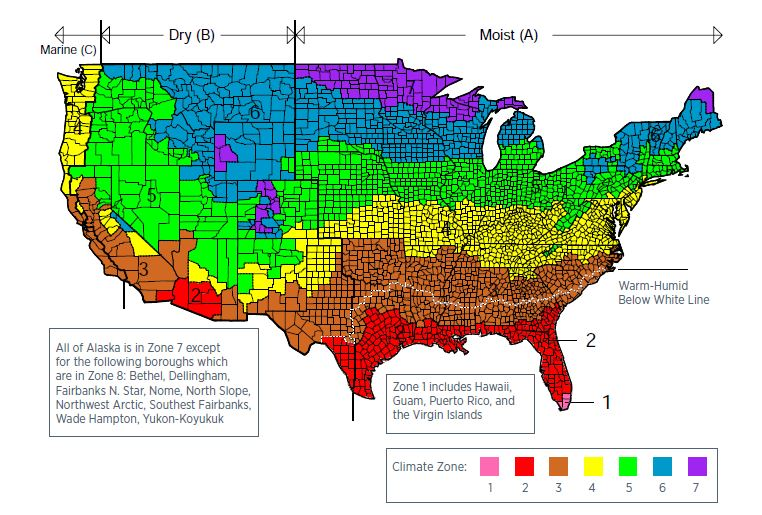 Dry (B)
Moist (A)
Marine (C)
7
6
6
4
5
5
4
3
2
Warm-Humid
Below White Line
2
1
All of Alaska is in Zone 7 except
for the following boroughs which
are in Zone 8: Bethel, Dellingham,
Fairbanks N. Star, Nome, North Slope,
Northwest Arctic, Southest Fairbanks,
Wade Hampton, Yukon-Koyukuk
Zone 1 includes Hawaii,
Guam, Puerto Rico, and
the Virgin Islands
Climate Zone:
1 2 3 4 5 6 7